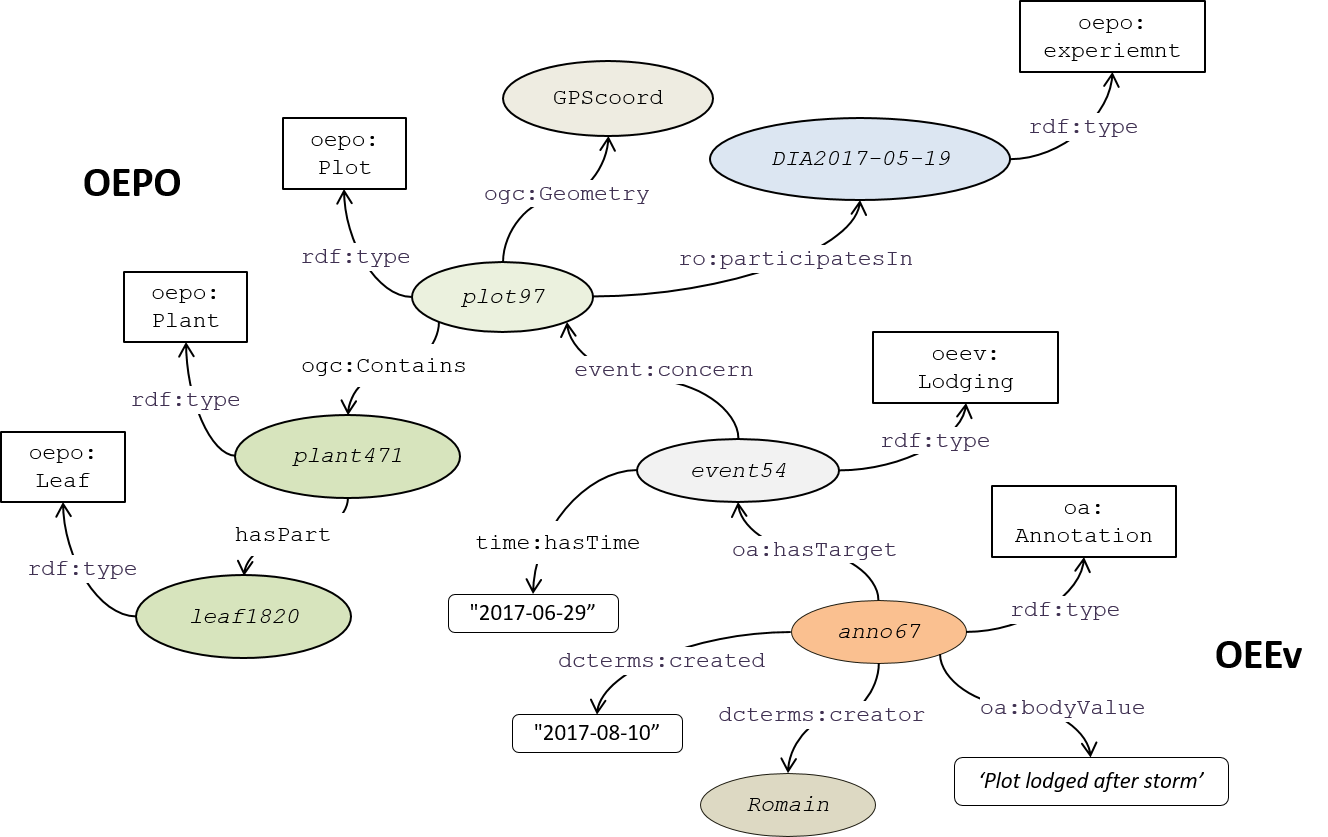 oepo:
experiemnt
GPScoord
rdf:type
oepo:
Plot
DIA2017-05-19
OEPO
ogc:Geometry
rdf:type
ro:participatesIn
oepo:
Plant
plot97
oeev:
Lodging
ogc:Contains
event:concern
rdf:type
rdf:type
oepo:
Leaf
plant471
event54
oa:
Annotation
hasPart
time:hasTime
oa:hasTarget
rdf:type
rdf:type
"2017-06-29”
leaf1820
anno67
OEEv
dcterms:created
dcterms:creator
oa:bodyValue
"2017-08-10”
‘Plot lodged after storm’
Romain